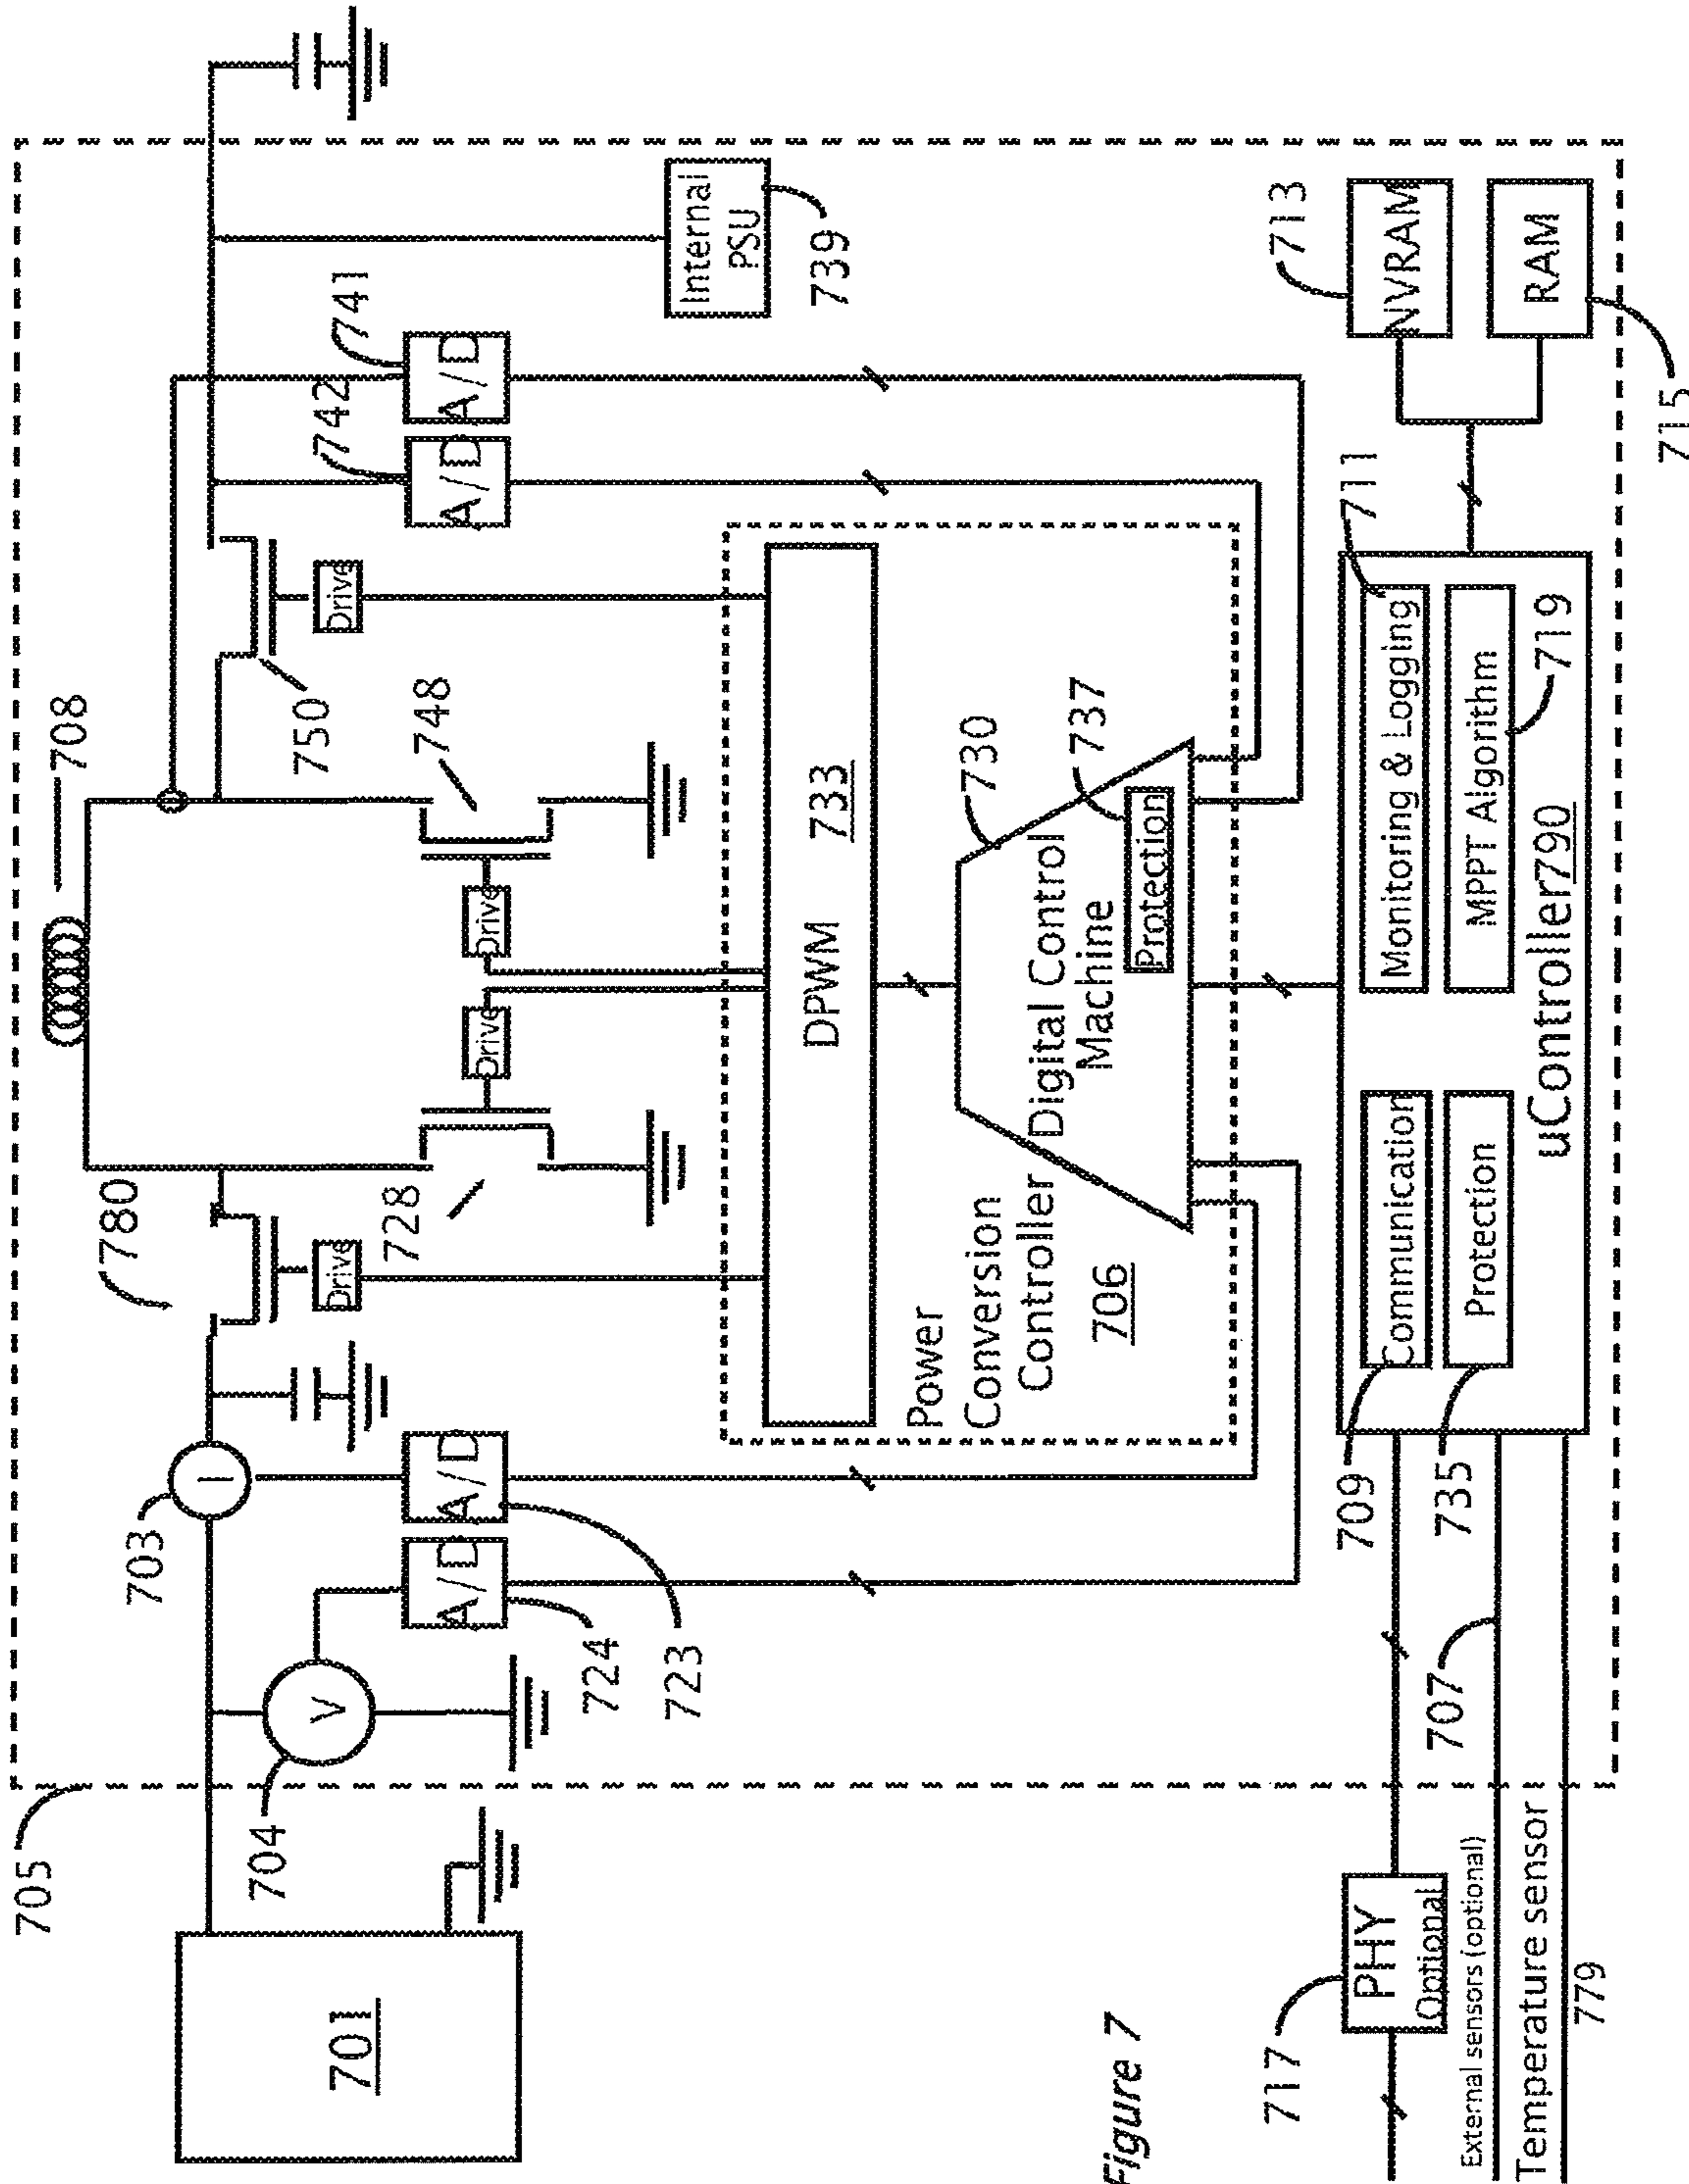 705
701
704
V
703
I
724
A/D
723
A/D
780
Drive
728
Drive
708
Drive
748
750
Drive
742
A/D
741
A/D
Internal
PSU
739
DPWM
733
Power
Conversion
Controller
706
730
Digital Control
Machine
737
Protection
717
PHY
Optional
External sensors (optional)
Temperature sensor
779
707
709
Communication
735
Protection
711
Monitoring & Logging
MPPT Algorithm
719
uController790
713
NVRAM
RAM
715
Figure 7